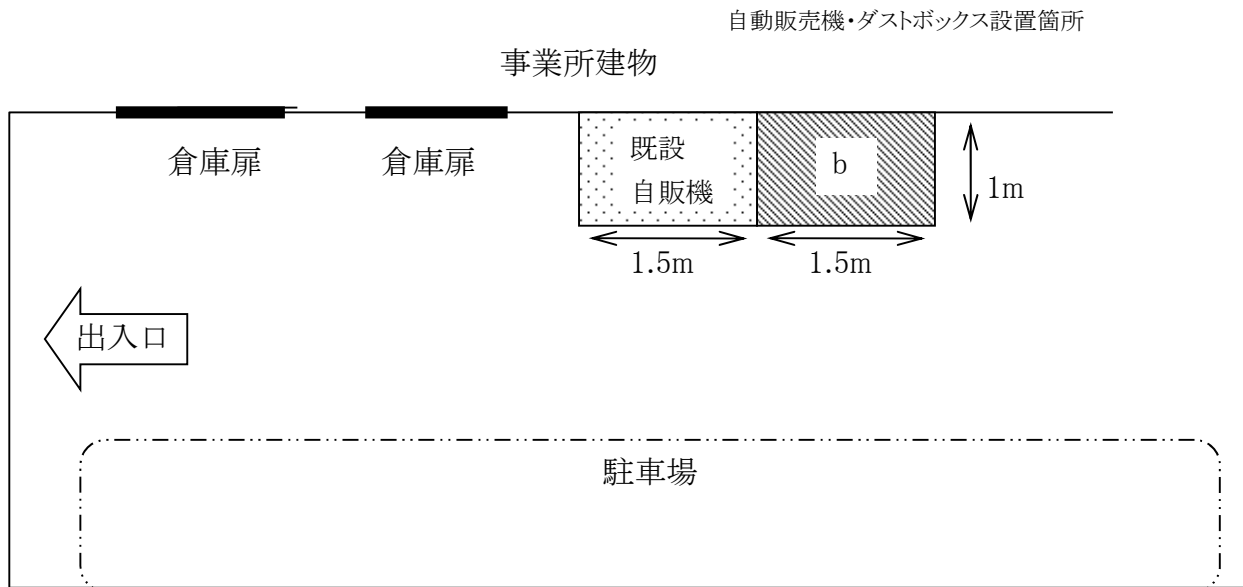 自動販売機・ダストボックス設置箇所
事業所建物
倉庫扉
倉庫扉
既設
自販機
b
1m
1.5m
1.5m
出入口
駐車場